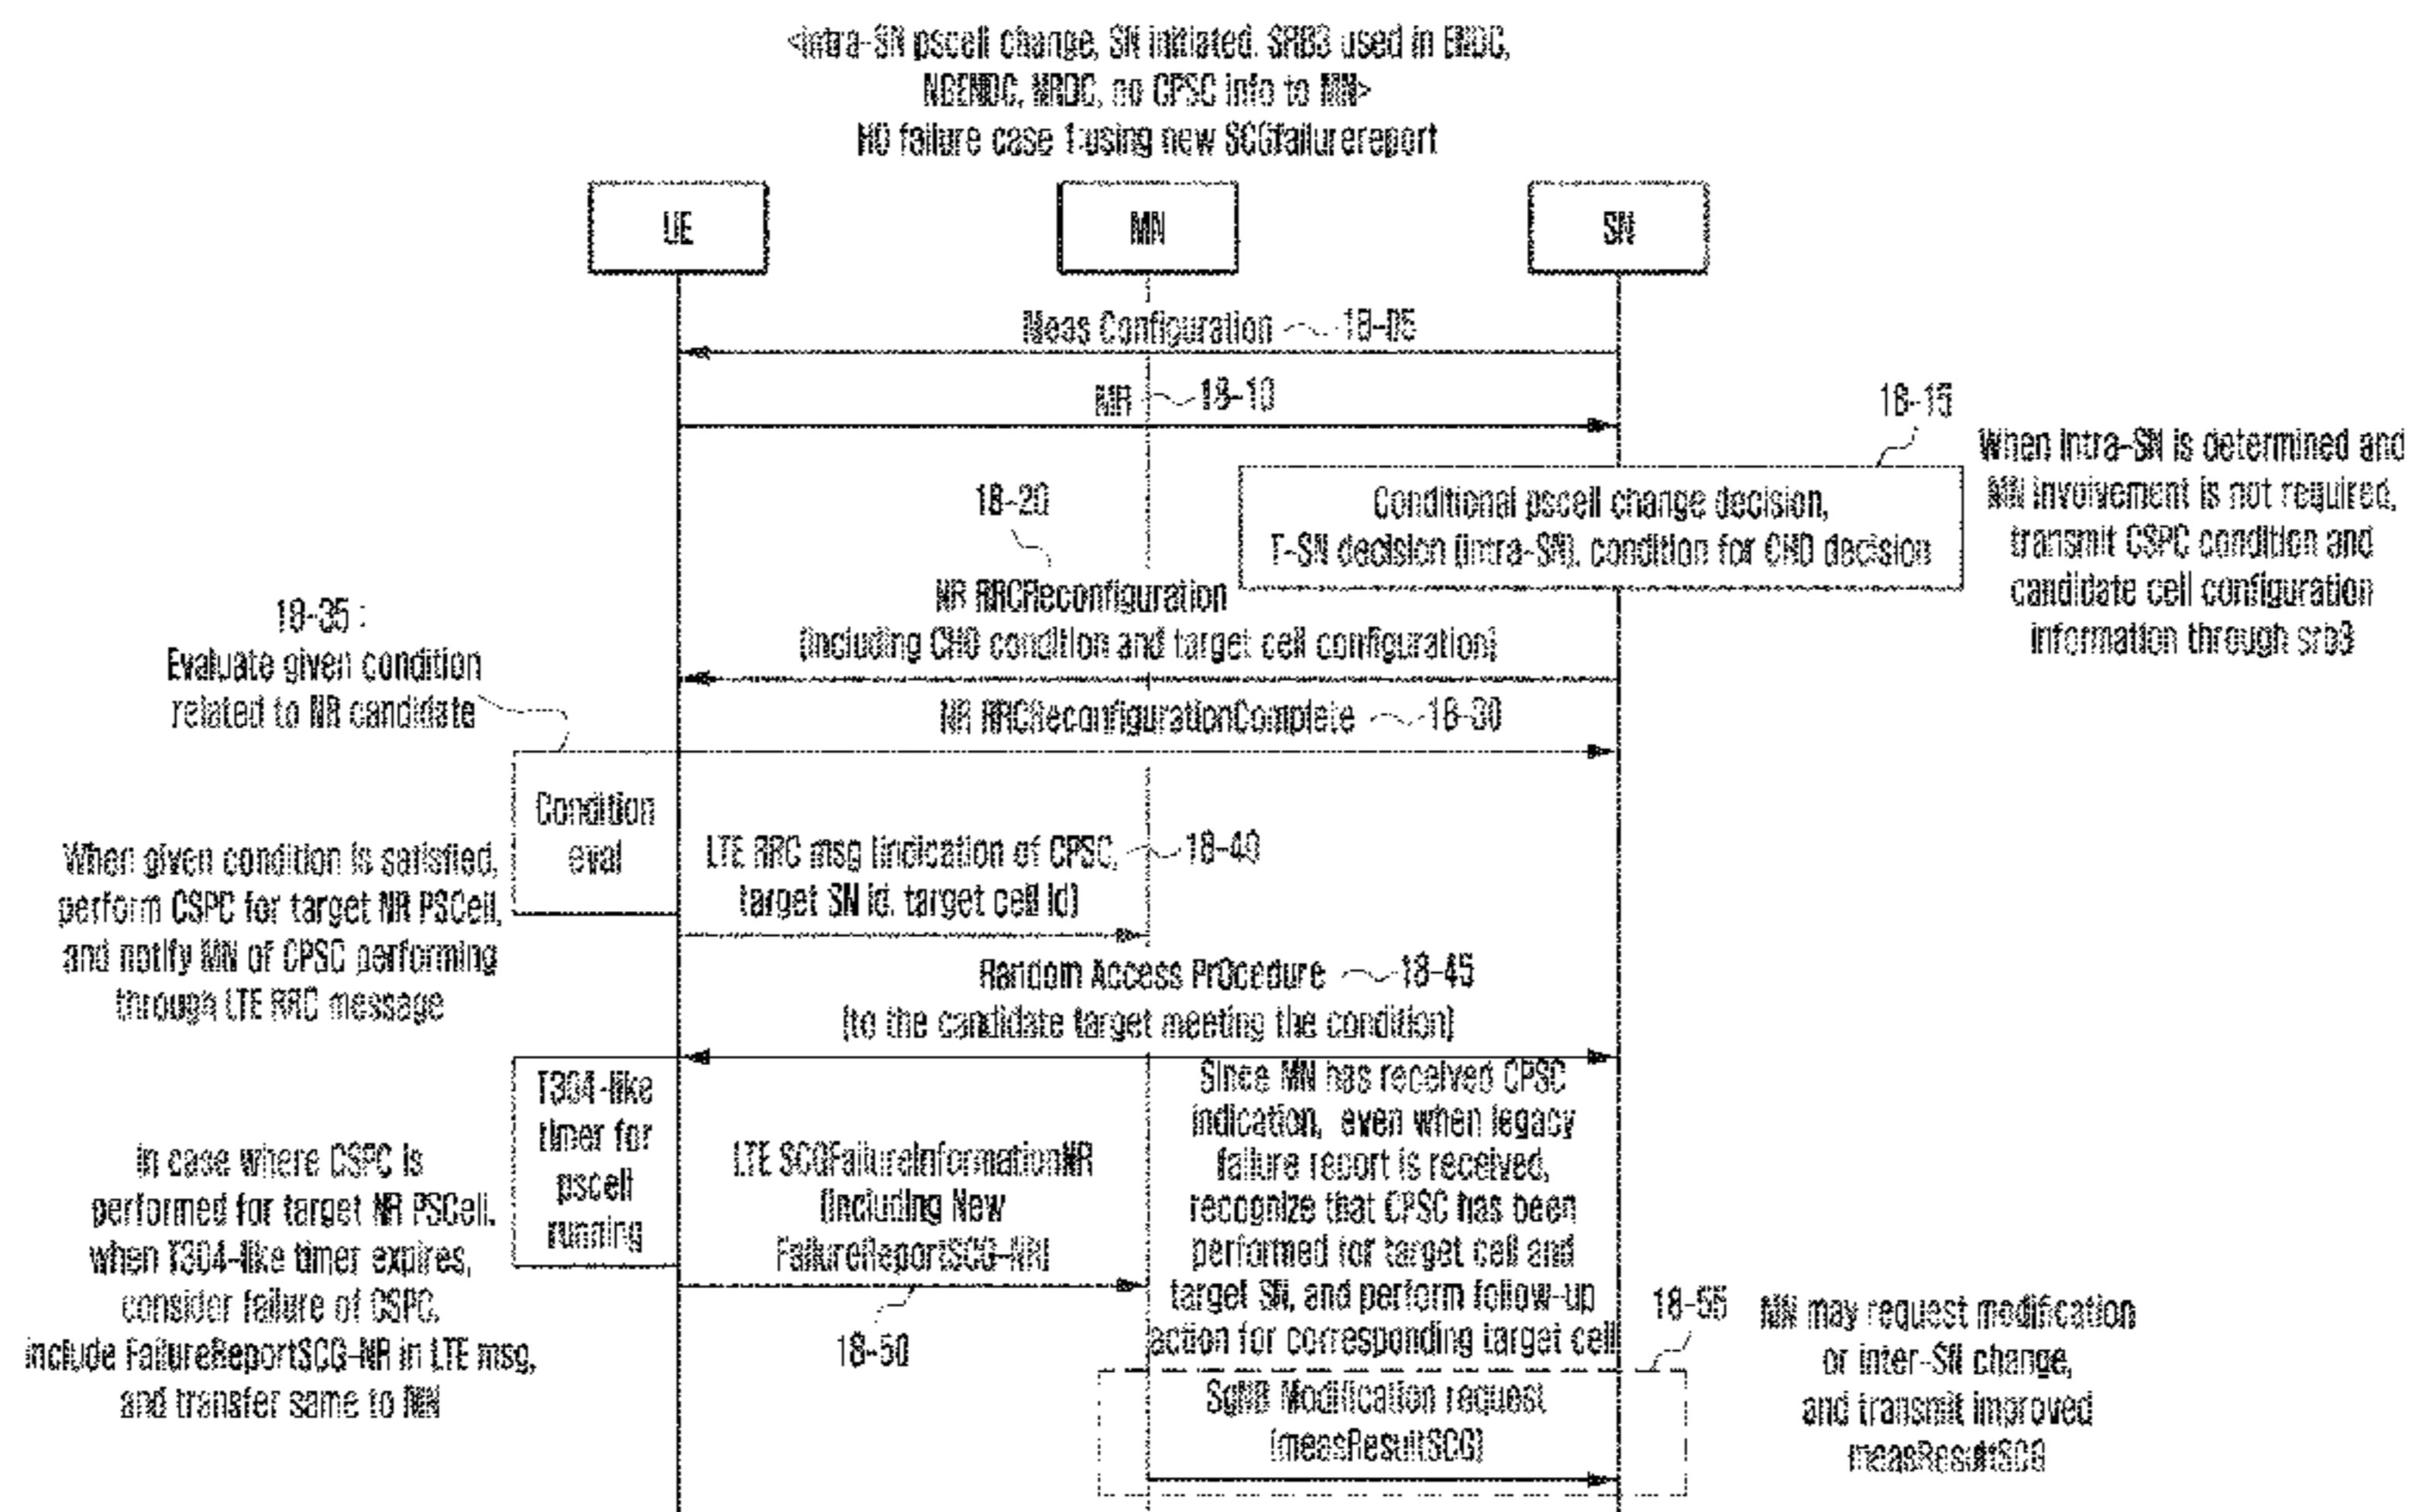 <Intra-SN pscell change, SN initiated. SRB3 used in ENDC,
NGENDC, NRDC, no CPSC info to MN>
HO failure case 1:using new SCGfailurereport
UE
MN
SN
Meas Configuration 18-05
MR 18-10
18-15
When intra-SN is determined and
MN involvement is not required,
transmit CSPC condition and
candidate cell configuration
information through srb3
Conditional pscell change decision,
T-SN decision (intra-SN), condition for CHO decision
18-20
NR RRCReconfiguration
(including CHO condition and target cell configuration)
18-35 :
Evaluate given condition
related to NR candidate
NR RRCReconfigurationComplete 18-30
Condition
eval
When given condition is satisfied,
perform CSPC for target NR PSCell,
and notify MN of CPSC performing
through LTE RRC message
LTE RRC msg (indication of CPSC, 18-40
target SN id, target cell id)
Random Access Pr0cedure 18-45
(to the candidate target meeting the condition)
T304-like
timer for
pscell
running
In case where CSPC is
performed for target NR PSCell,
when T304-like timer expires,
consider failure of CSPC,
include FailureReportSCG-NR in LTE msg,
and transfer same to MN
LTE SCGFailureInformationNR
(including New
FailureReportSCG-NR)
18-50
Since MN has received CPSC
indication, even when legacy
failure report is received,
recognize that CPSC has been
performed for target cell and
target SN, and perform follow-up
action for corresponding target cell
18-55
MN may request modification
or inter-SN change,
and transmit improved
measResultSCG
SgNB Modification request
(measResultSCG)